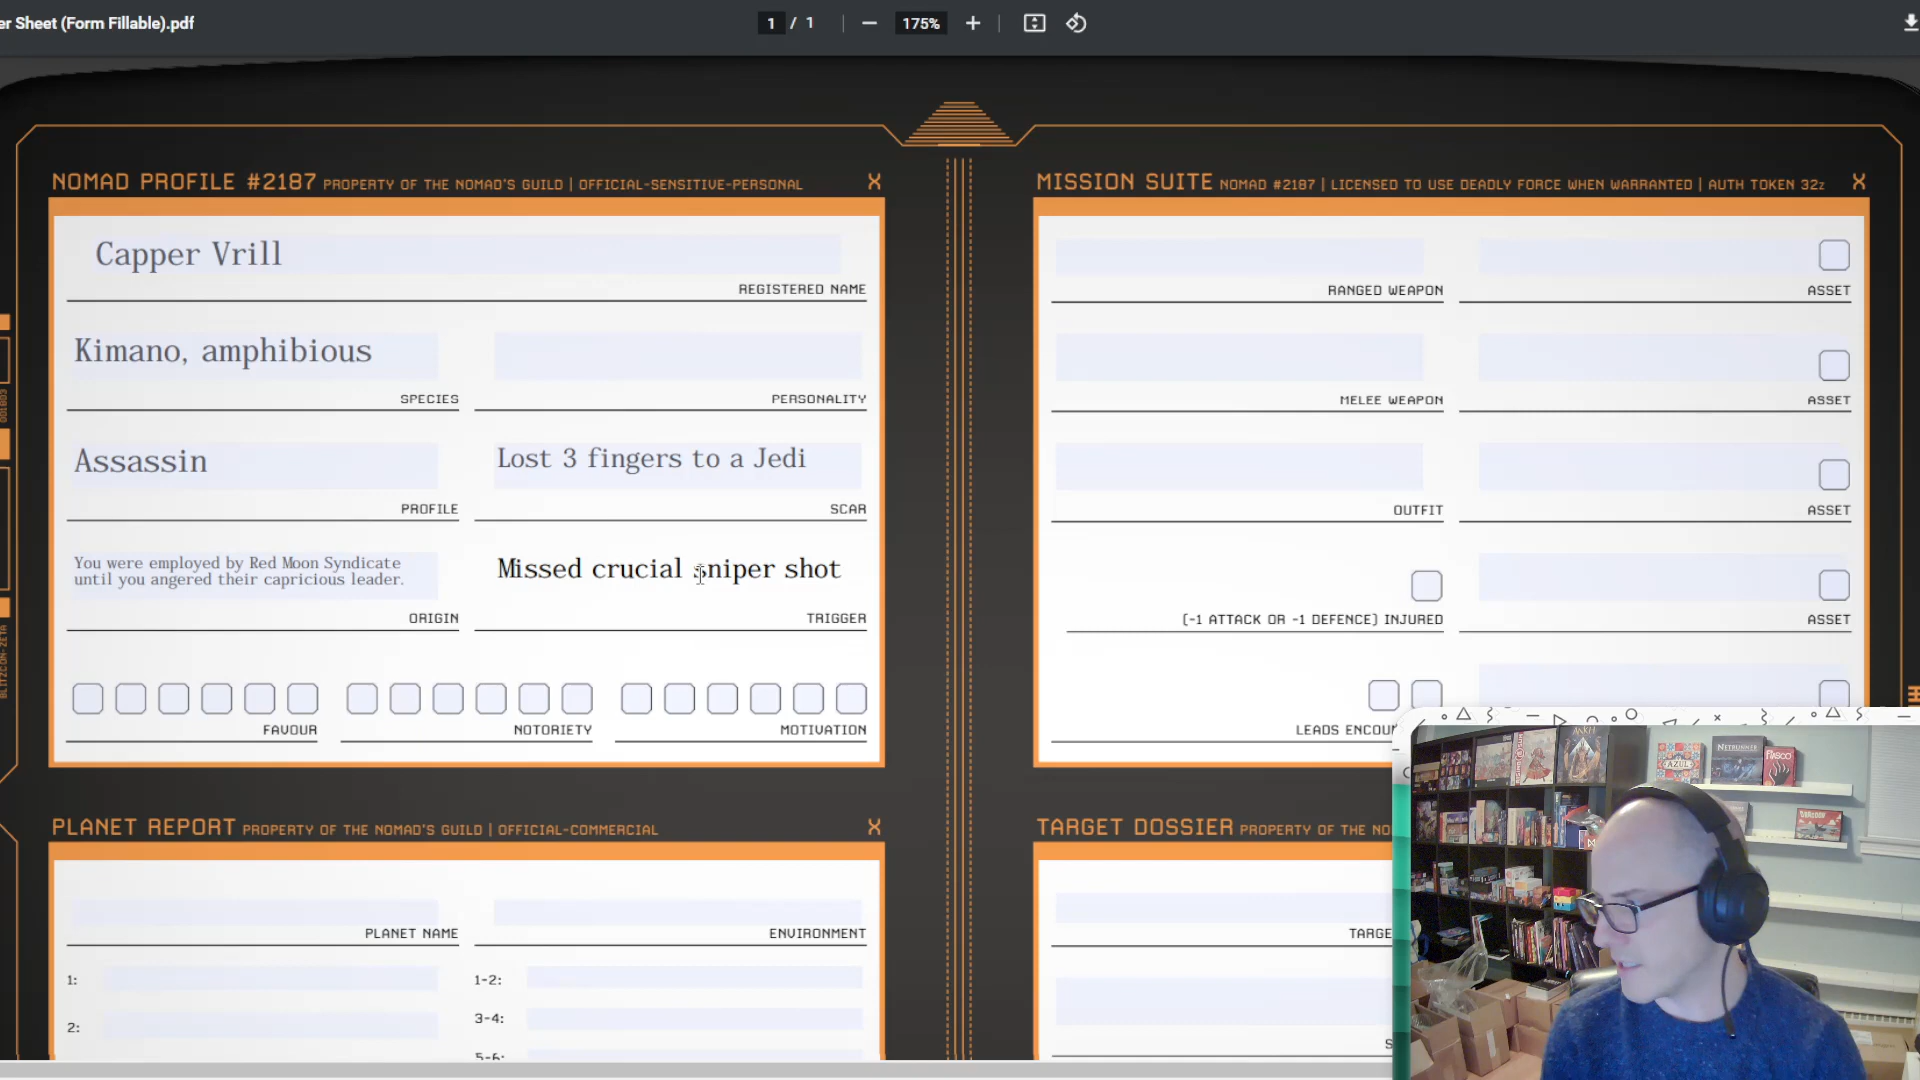 er Sheet (Form Fillable).pdf
1 / 1
175%
NOMAD PROFILE #2187 PROPERTY OF THE NOMAD'S GUILD | OFFICIAL-SENSITIVE-PERSONAL X
Capper Vrill
REGISTERED NAME
Kimano, amphibious
SPECIES
PERSONALITY
Assassin
Lost 3 fingers to a Jedi
PROFILE
SCAR
You were employed by Red Moon Syndicate
until you angered their capricious leader.
Missed crucial sniper shot
ORIGIN
TRIGGER
FAVOUR
NOTORIETY
MOTIVATION
MISSION SUITE NOMAD #2187 | LICENSED TO USE DEADLY FORCE WHEN WARRANTED | AUTH TOKEN 32z X
RANGED WEAPON
ASSET
MELEE WEAPON
ASSET
OUTFIT
ASSET
(-1 ATTACK OR -1 DEFENCE) INJURED
ASSET
LEADS ENCOUN
PLANET REPORT PROPERTY OF THE NOMAD'S GUILD | OFFICIAL-COMMERCIAL X
PLANET NAME
ENVIRONMENT
1:
1-2:
2:
3-4:
5-6:
TARGET DOSSIER PROPERTY OF THE NO
TARGE
S
ANKH
AZUL
NETRUNNER
FIASCO